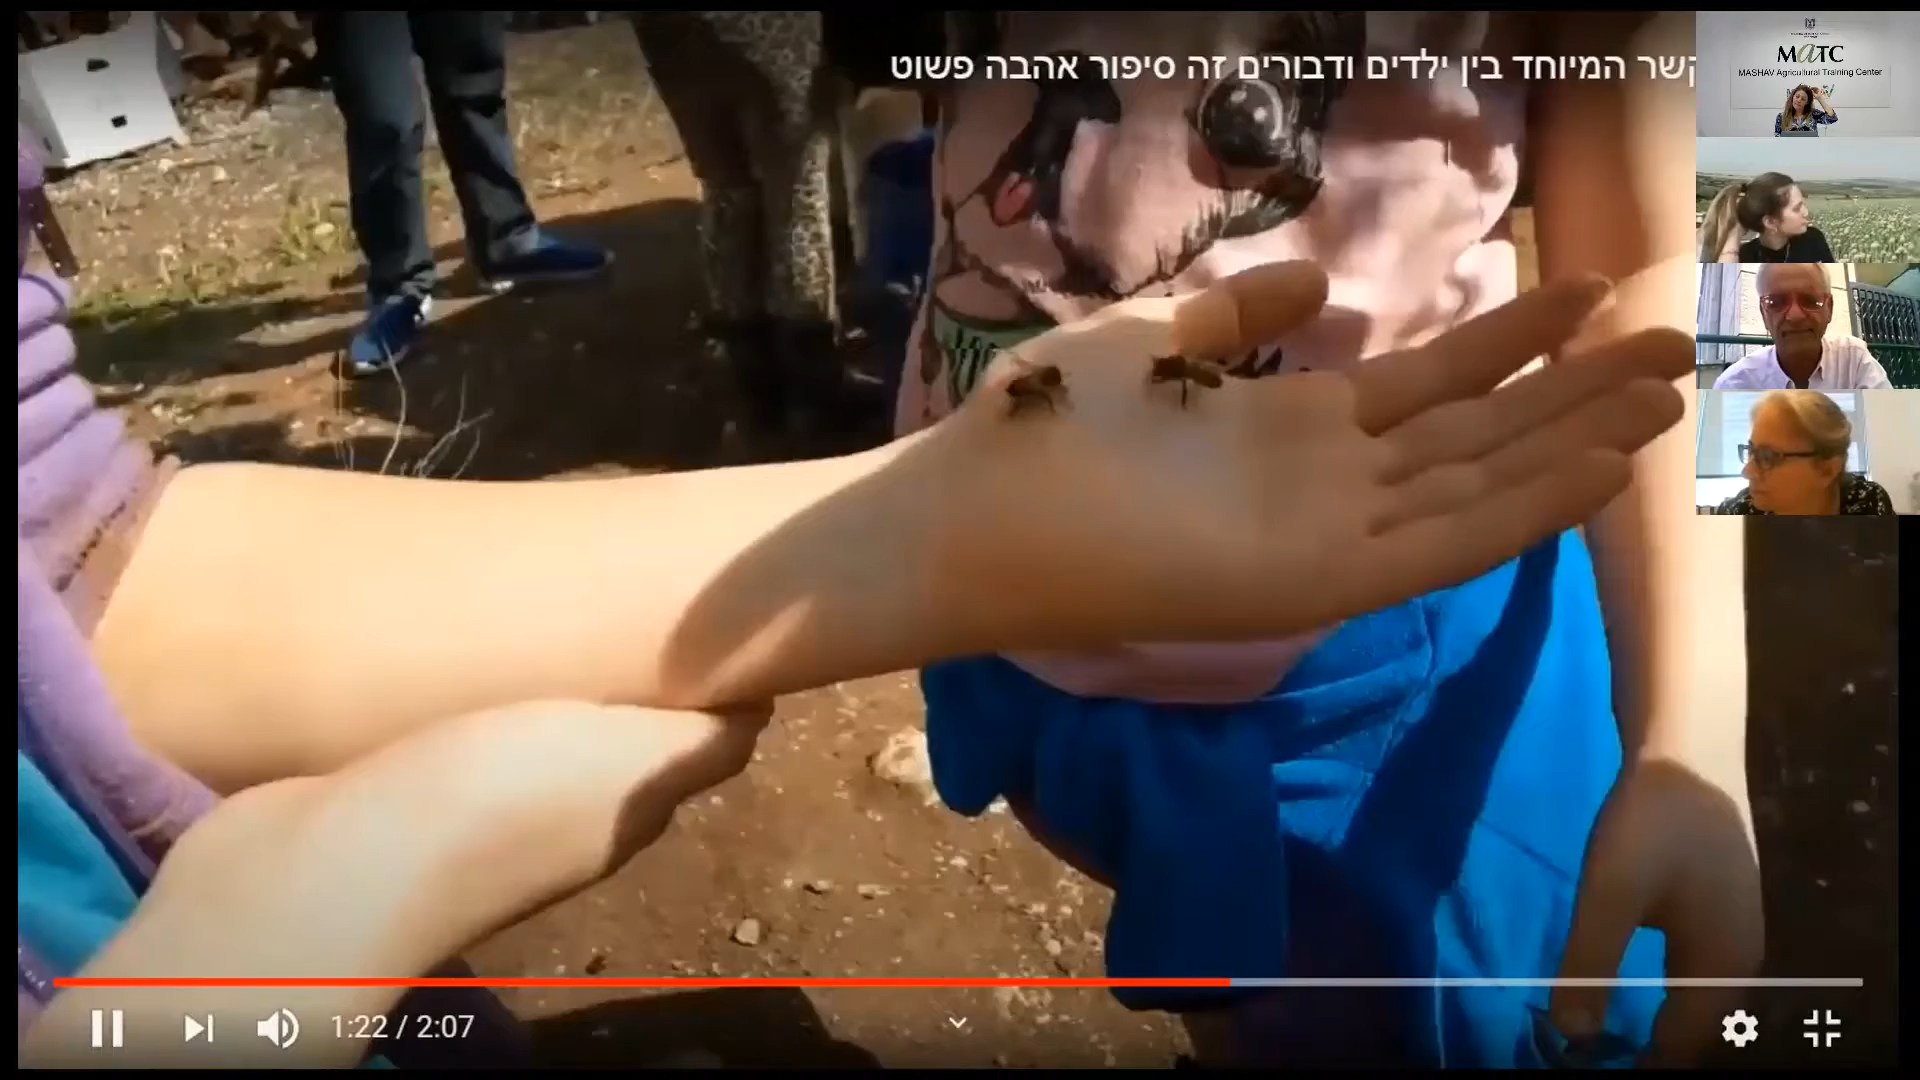 קשר המיוחד בין ילדים ודבורים זה סיפור אהבה פשוט
MATC
MASHAV Agricultural Training Center
1:22 / 2:07